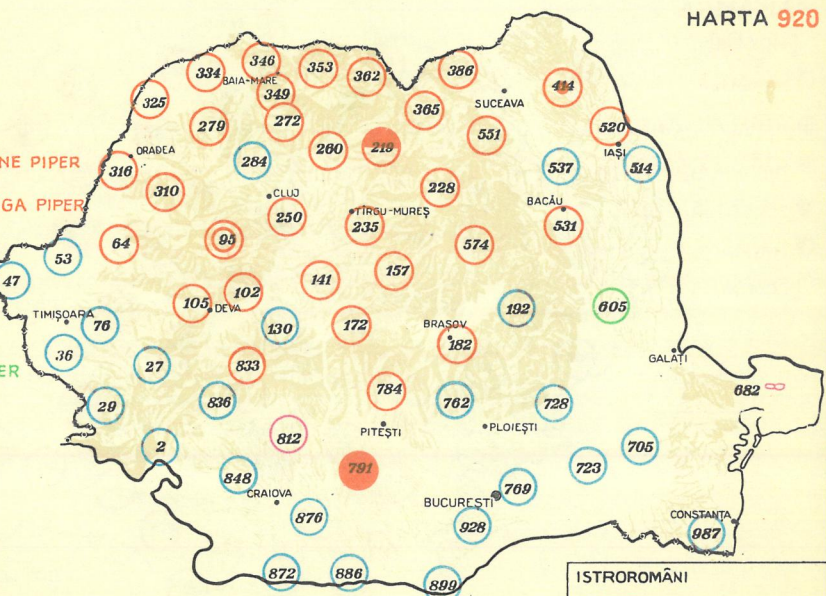 HARTA 920
346
334
BAIA-MARE
353
362
386
349
414
325
365
SUCEAVA
279
272
551
520
260
219
ORADEA
284
537
IAȘI
514
NE PIPER
316
310
CLUJ
228
GA PIPER
BACĂU
250
TÎRGU-MUREȘ
235
531
64
95
574
53
47
141
157
105
102
DEVA
192
605
TIMIȘOARA
76
130
172
BRAȘOV
182
36
GALAȚI
27
833
ER
784
682
29
836
762
728
812
PITEȘTI
PLOIEȘTI
2
705
791
723
848
CRAIOVA
769
BUCUREȘTI
876
928
CONSTANȚA
987
872
886
899
ISTROROMÂNI